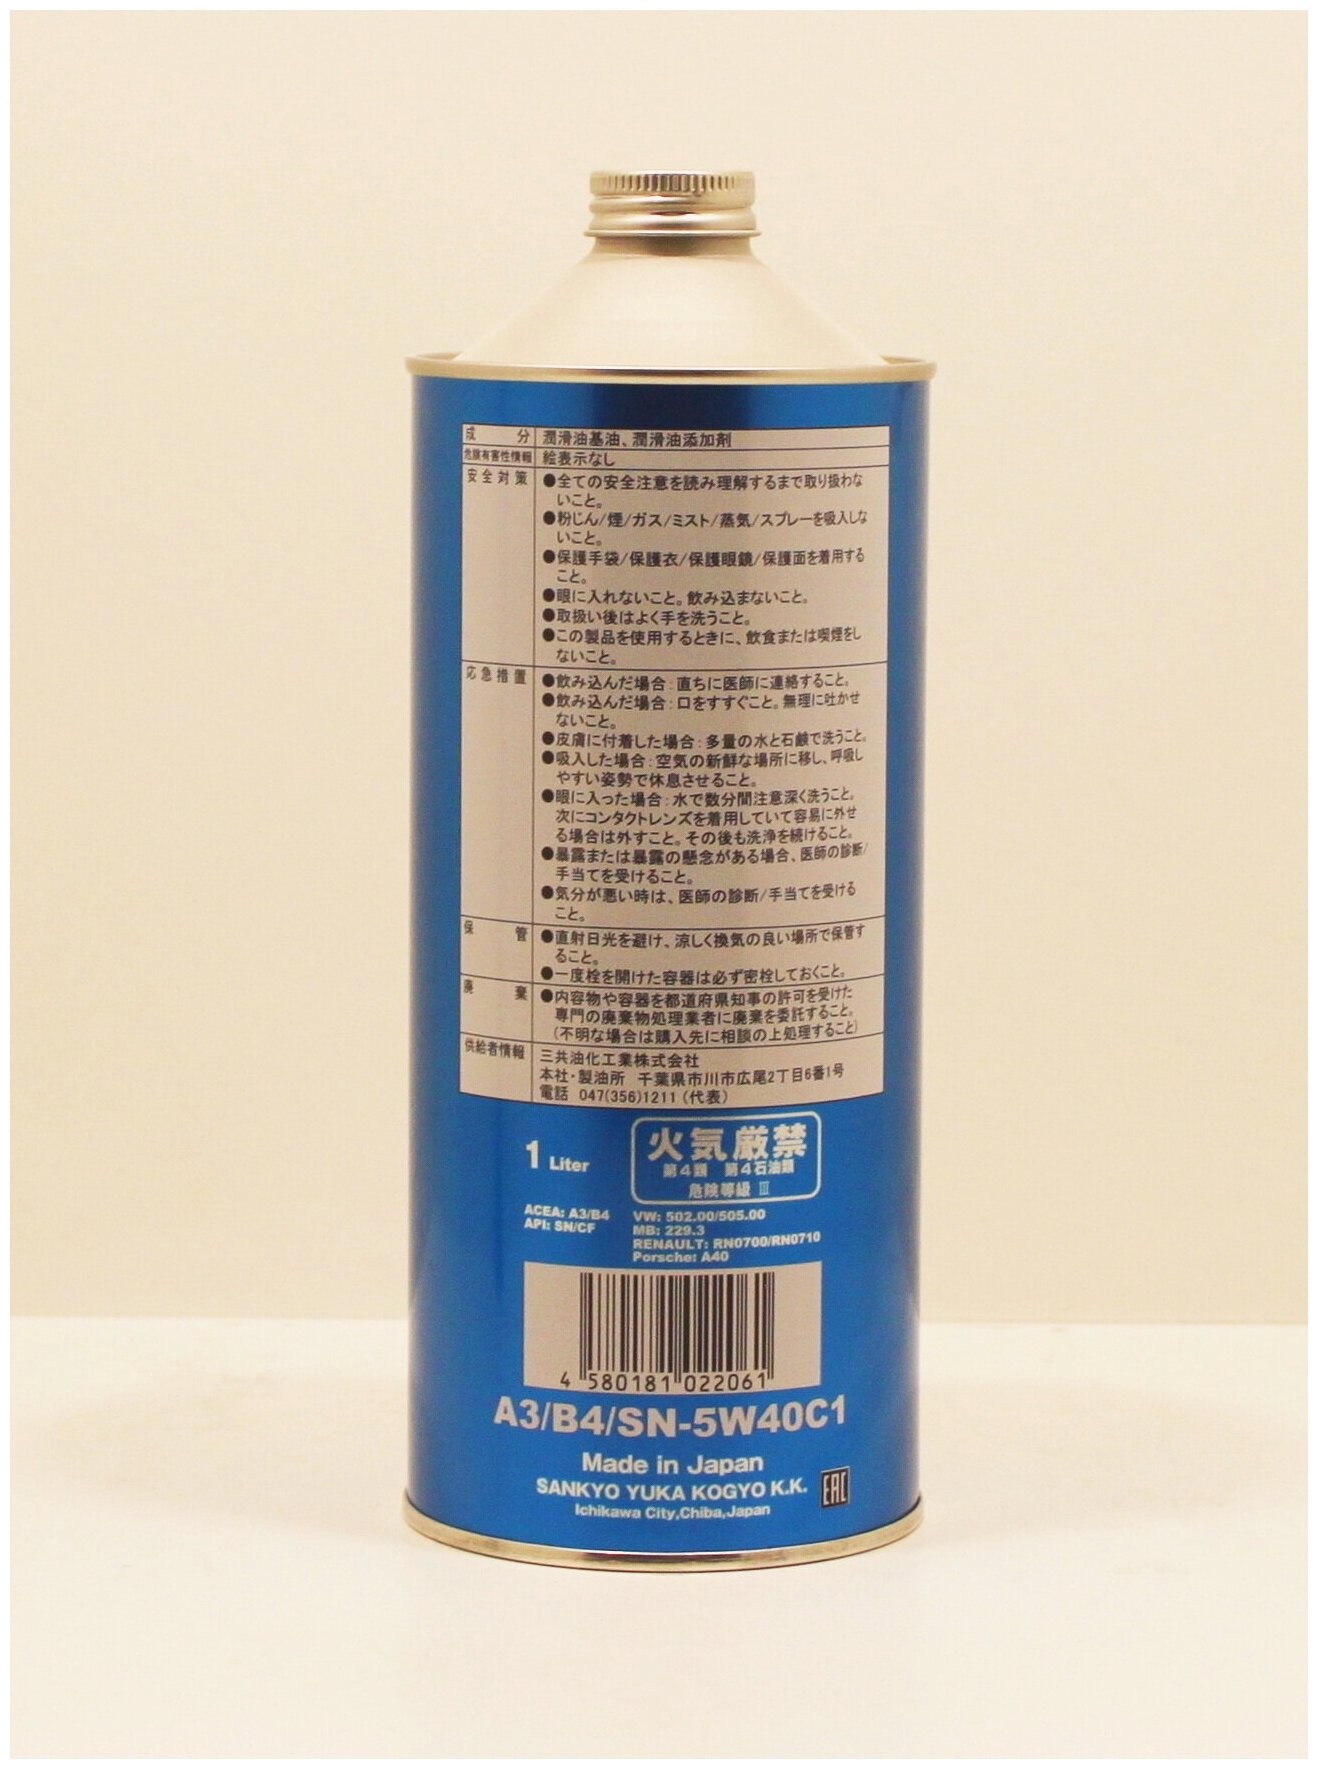 成分 潤滑油基油、潤滑油添加剤
危険有害性情報 絵表示なし
安全対策 ●全ての安全注意を読み理解するまで取り扱わな
いこと。
●粉じん/煙/ガス/ミスト/蒸気/スプレーを吸入しな
いこと。
●保護手袋/保護衣/保護眼鏡/保護面を着用する
こと。
●眼に入れないこと。飲み込まないこと。
●取扱い後はよく手を洗うこと。
●この製品を使用するときに、飲食または喫煙をし
ないこと。
応急措置 ●飲み込んだ場合:直ちに医師に連絡すること。
●飲み込んだ場合:口をすすぐこと。無理に吐かせ
ないこと。
●皮膚に付着した場合:多量の水と石鹸で洗うこと。
●吸入した場合:空気の新鮮な場所に移し、呼吸し
やすい姿勢で休息させること。
●眼に入った場合:水で数分間注意深く洗うこと。
次にコンタクトレンズを着用していて容易に外せ
る場合は外すこと。その後も洗浄を続けること。
●暴露または暴露の懸念がある場合、医師の診断/
手当てを受けること。
●気分が悪い時は、医師の診断/手当てを受ける
こと。
保管 ●直射日光を避け、涼しく換気の良い場所で保管す
ること。
●一度栓を開けた容器は必ず密栓しておくこと。
廃棄 ●内容物や容器を都道府県知事の許可を受けた
専門の廃棄物処理業者に廃棄を委託すること。
(不明な場合は購入先に相談の上処理すること)
供給者情報 三共油化工業株式会社
本社・製油所 千葉県市川市広尾2丁目6番1号
電話 047(356)1211(代表)
1 Liter
火気厳禁
第4類 第4石油類
危険等級 Ⅲ
ACEA: A3/B4
API: SN/CF
VW: 502.00/505.00
MB: 229.3
RENAULT: RN0700/RN0710
Porsche: A40
4 580181 022061
A3/B4/SN-5W40C1
Made in Japan
SANKYO YUKA KOGYO K.K.
Ichikawa City,Chiba,Japan
EAC